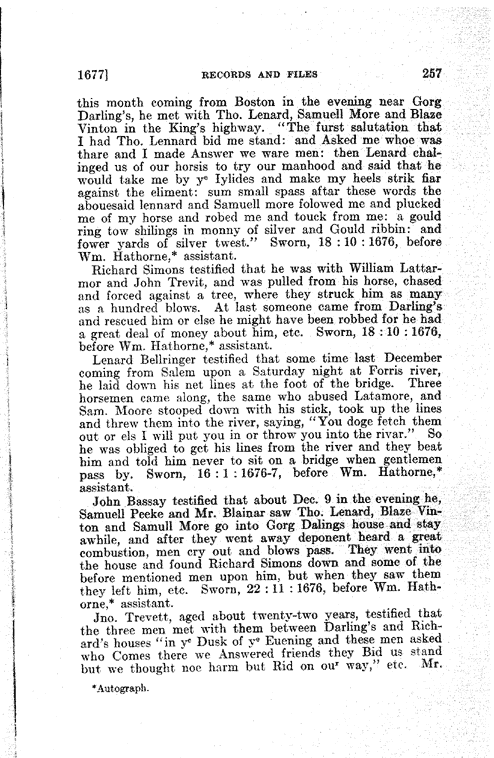 1677] RECORDS AND FILES 257
this month coming from Boston in the evening near Gorg
Darling's, he met with Tho. Lenard, Samuell More and Blaze
Vinton in the King's highway. "The furst salutation that
I had Tho. Lennard bid me stand: and Asked me whoe was
thare and I made Answer we ware men: then Lenard chal-
inged us of our horsis to try our manhood and said that he
would take me by yᵉ Iylides and make my heels strik fiar
against the eliment: sum small spass aftar these words the
abouesaid lennard and Samuell more folowed me and plucked
me of my horse and robed me and touck from me: a gould
ring tow shilings in monny of silver and Gould ribbin: and
fower yards of silver twest." Sworn, 18 : 10 : 1676, before
Wm. Hathorne,* assistant.
Richard Simons testified that he was with William Lattar-
mor and John Trevit, and was pulled from his horse, chased
and forced against a tree, where they struck him as many
as a hundred blows. At last someone came from Darling's
and rescued him or else he might have been robbed for he had
a great deal of money about him, etc. Sworn, 18 : 10 : 1676,
before Wm. Hathorne,* assistant.
Lenard Bellringer testified that some time last December
coming from Salem upon a Saturday night at Forris river,
he laid down his net lines at the foot of the bridge. Three
horsemen came along, the same who abused Latamore, and
Sam. Moore stooped down with his stick, took up the lines
and threw them into the river, saying, "You doge fetch them
out or els I will put you in or throw you into the rivar." So
he was obliged to get his lines from the river and they beat
him and told him never to sit on a bridge when gentlemen
pass by. Sworn, 16 : 1 : 1676-7, before Wm. Hathorne,*
assistant.
John Bassay testified that about Dec. 9 in the evening he,
Samuell Peeke and Mr. Blainar saw Tho. Lenard, Blaze Vin-
ton and Samull More go into Gorg Dalings house and stay
awhile, and after they went away deponent heard a great
combustion, men cry out and blows pass. They went into
the house and found Richard Simons down and some of the
before mentioned men upon him, but when they saw them
they left him, etc. Sworn, 22 : 11 : 1676, before Wm. Hath-
orne,* assistant.
Jno. Trevett, aged about twenty-two years, testified that
the three men met with them between Darling's and Rich-
ard's houses "in yᵉ Dusk of yᵉ Euening and these men asked
who Comes there we Answered friends they Bid us stand
but we thought noe harm but Rid on ouʳ way," etc. Mr.
*Autograph.